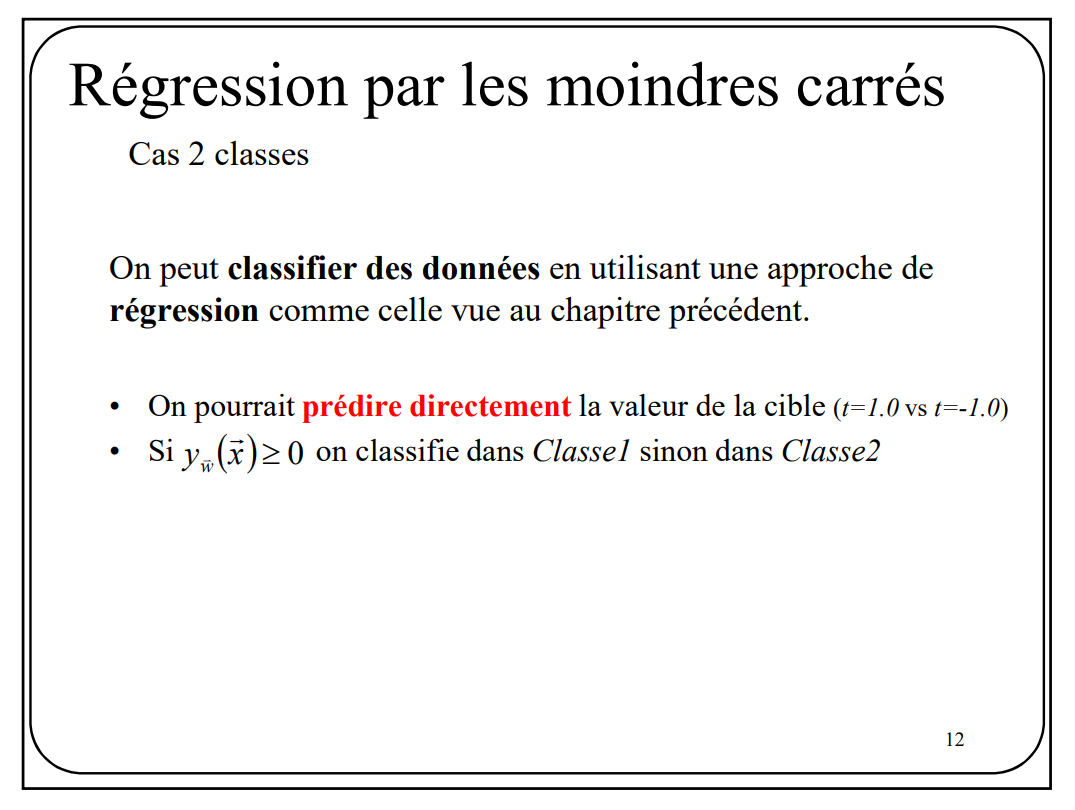 Régression par les moindres carrés
Cas 2 classes
On peut classifier des données en utilisant une approche de
régression comme celle vue au chapitre précédent.
• On pourrait prédire directement la valeur de la cible (t=1.0 vs t=-1.0)
• Si y_w⃗(x⃗) ≥ 0 on classifie dans Classe1 sinon dans Classe2
12